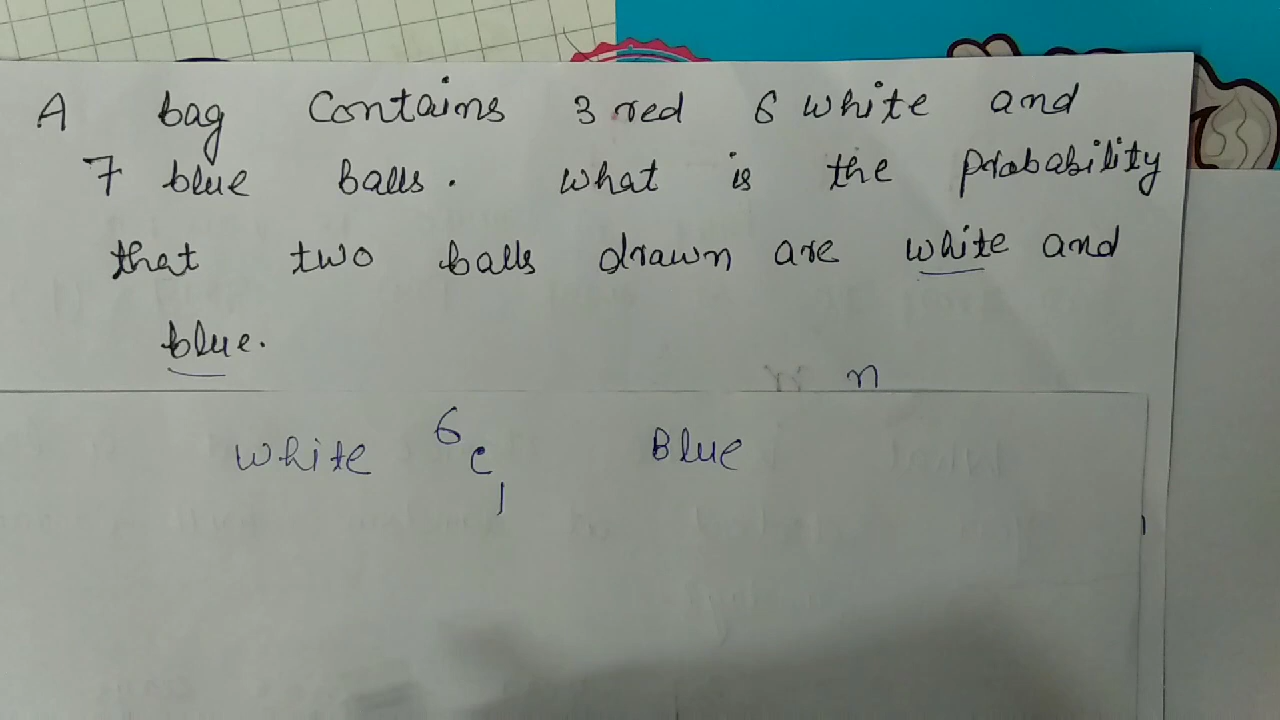 A bag Contains 3 red 6 white and
7 blue balls. What is the probability
that two balls drawn are white and
blue.
n
White ⁶C₁ Blue